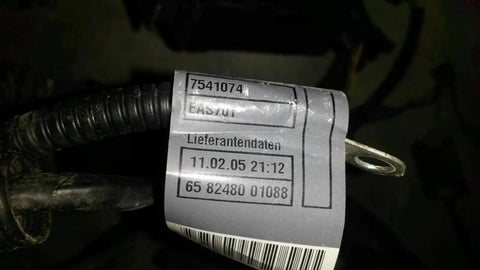 7541074
EAS701
Lieferantendaten
11.02.05 21:12
65 82480 01088